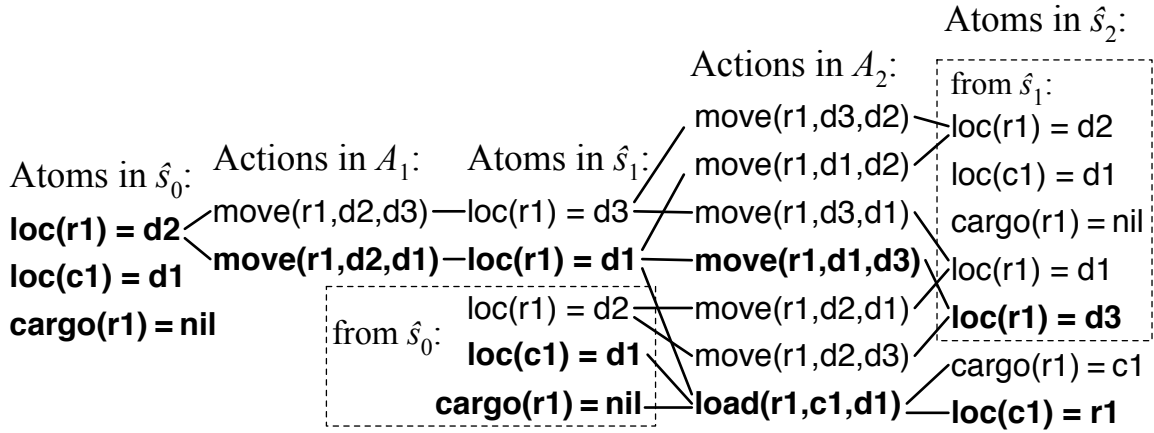 Atoms in ŝ₀:
loc(r1) = d2
loc(c1) = d1
cargo(r1) = nil
Actions in A₁:
move(r1,d2,d3)
move(r1,d2,d1)
Atoms in ŝ₁:
loc(r1) = d3
loc(r1) = d1
from ŝ₀:
loc(r1) = d2
loc(c1) = d1
cargo(r1) = nil
Actions in A₂:
move(r1,d3,d2)
move(r1,d1,d2)
move(r1,d3,d1)
move(r1,d1,d3)
move(r1,d2,d1)
move(r1,d2,d3)
load(r1,c1,d1)
Atoms in ŝ₂:
from ŝ₁:
loc(r1) = d2
loc(c1) = d1
cargo(r1) = nil
loc(r1) = d1
loc(r1) = d3
cargo(r1) = c1
loc(c1) = r1